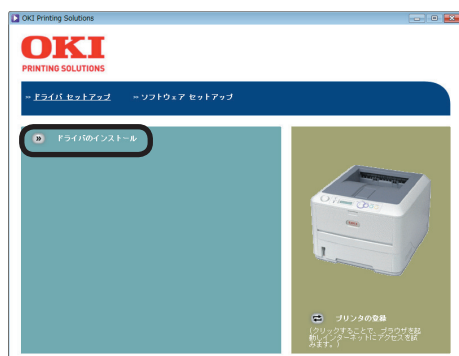 OKI Printing Solutions
OKI
PRINTING SOLUTIONS
ドライバ セットアップ
ソフトウェア セットアップ
ドライバのインストール
プリンタの登録
(クリックすることで、ブラウザを起
動しインターネットにアクセスを試
みます。)